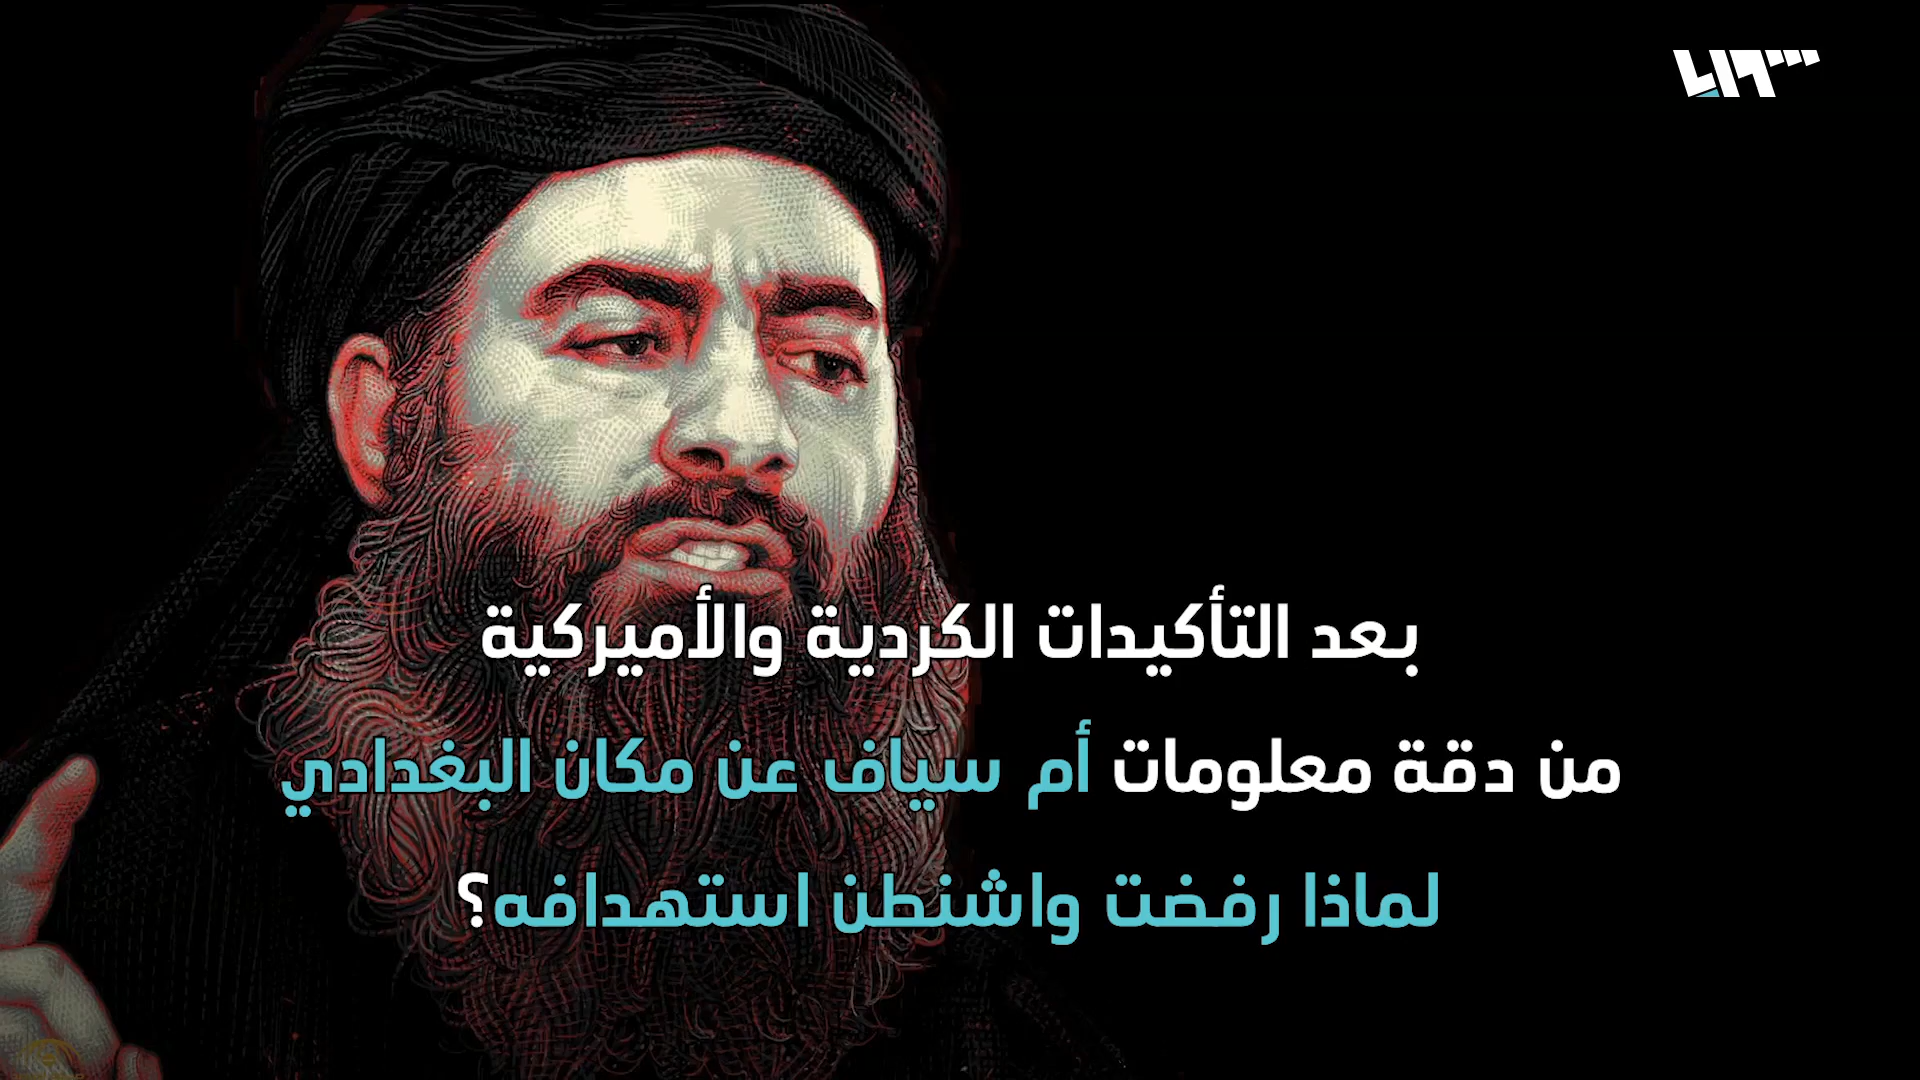 بعد التأكيدات الكردية والأميركية
من دقة معلومات أم سياف عن مكان البغدادي
لماذا رفضت واشنطن استهدافه؟